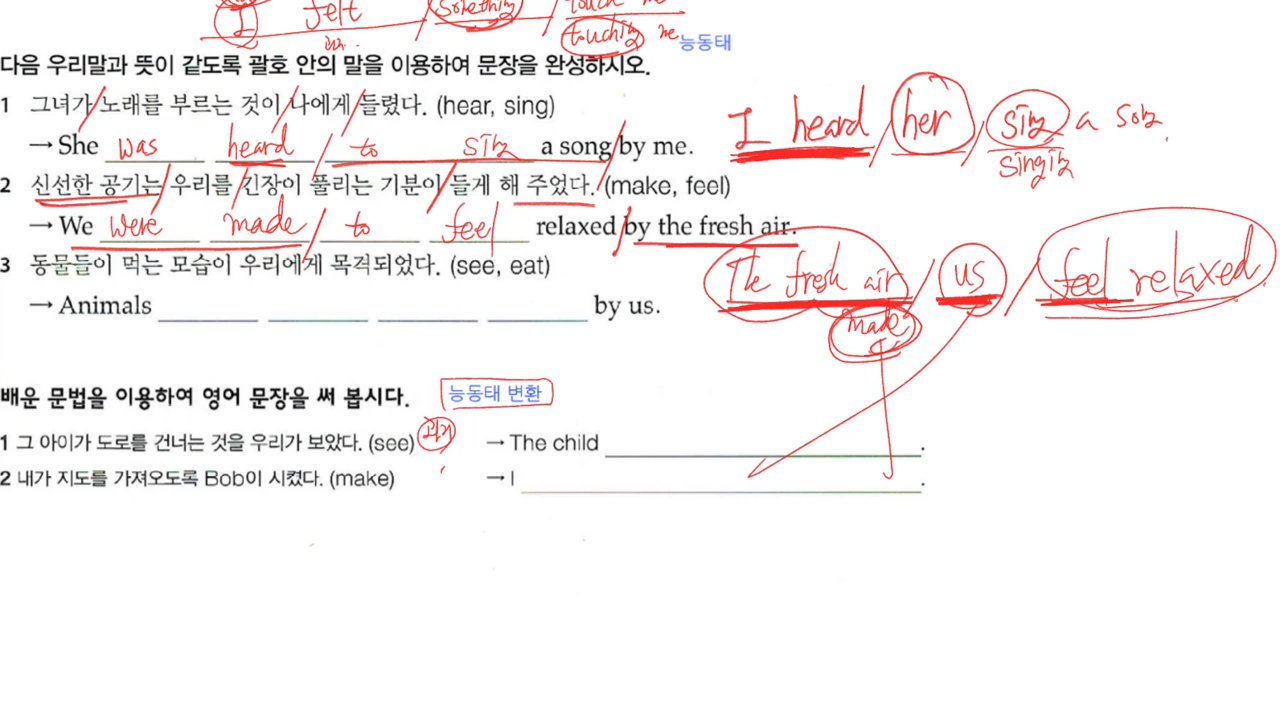 I felt / something / touch me
touching me 능동태
다음 우리말과 뜻이 같도록 괄호 안의 말을 이용하여 문장을 완성하시오.
1 그녀가 노래를 부르는 것이 나에게 들렸다. (hear, sing)
→ She was heard to sing a song by me.
I heard / her / sing a song.
singing
2 신선한 공기는 우리를 긴장이 풀리는 기분이 들게 해 주었다. (make, feel)
→ We were made to feel relaxed by the fresh air.
The fresh air / us / feel relaxed
made
3 동물들이 먹는 모습이 우리에게 목격되었다. (see, eat)
→ Animals ____ ____ ____ ____ by us.
배운 문법을 이용하여 영어 문장을 써 봅시다. 능동태 변환
1 그 아이가 도로를 건너는 것을 우리가 보았다. (see) 과거 → The child ____.
2 내가 지도를 가져오도록 Bob이 시켰다. (make) → I ____.